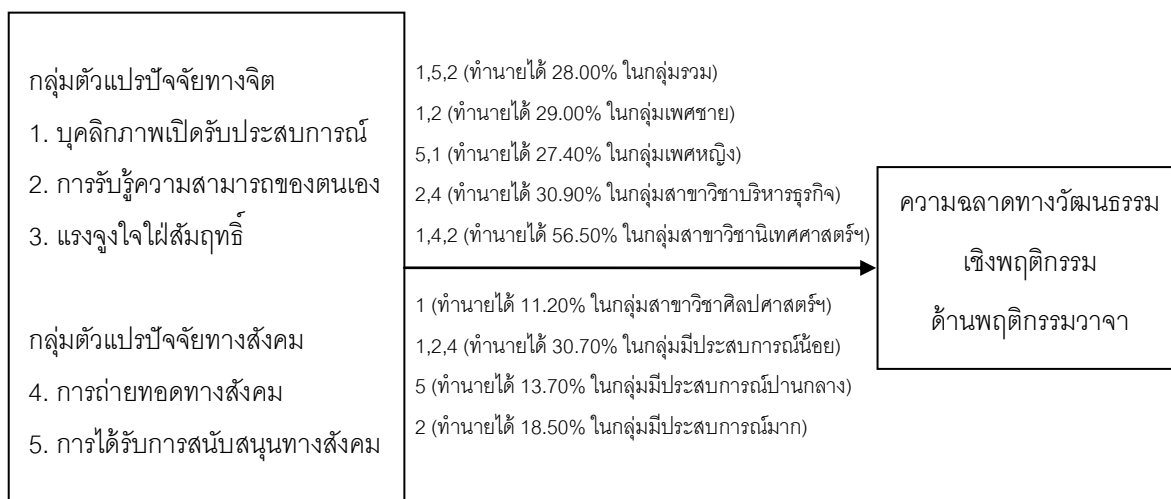 กลุ่มตัวแปรปัจจัยทางจิต
1. บุคลิกภาพเปิดรับประสบการณ์
2. การรับรู้ความสามารถของตนเอง
3. แรงจูงใจใฝ่สัมฤทธิ์
กลุ่มตัวแปรปัจจัยทางสังคม
4. การถ่ายทอดทางสังคม
5. การได้รับการสนับสนุนทางสังคม
1,5,2 (ทำนายได้ 28.00% ในกลุ่มรวม)
1,2 (ทำนายได้ 29.00% ในกลุ่มเพศชาย)
5,1 (ทำนายได้ 27.40% ในกลุ่มเพศหญิง)
2,4 (ทำนายได้ 30.90% ในกลุ่มสาขาวิชาบริหารธุรกิจ)
1,4,2 (ทำนายได้ 56.50% ในกลุ่มสาขาวิชานิเทศศาสตร์ฯ)
1 (ทำนายได้ 11.20% ในกลุ่มสาขาวิชาศิลปศาสตร์ฯ)
1,2,4 (ทำนายได้ 30.70% ในกลุ่มมีประสบการณ์น้อย)
5 (ทำนายได้ 13.70% ในกลุ่มมีประสบการณ์ปานกลาง)
2 (ทำนายได้ 18.50% ในกลุ่มมีประสบการณ์มาก)
ความฉลาดทางวัฒนธรรม
เชิงพฤติกรรม
ด้านพฤติกรรมวาจา